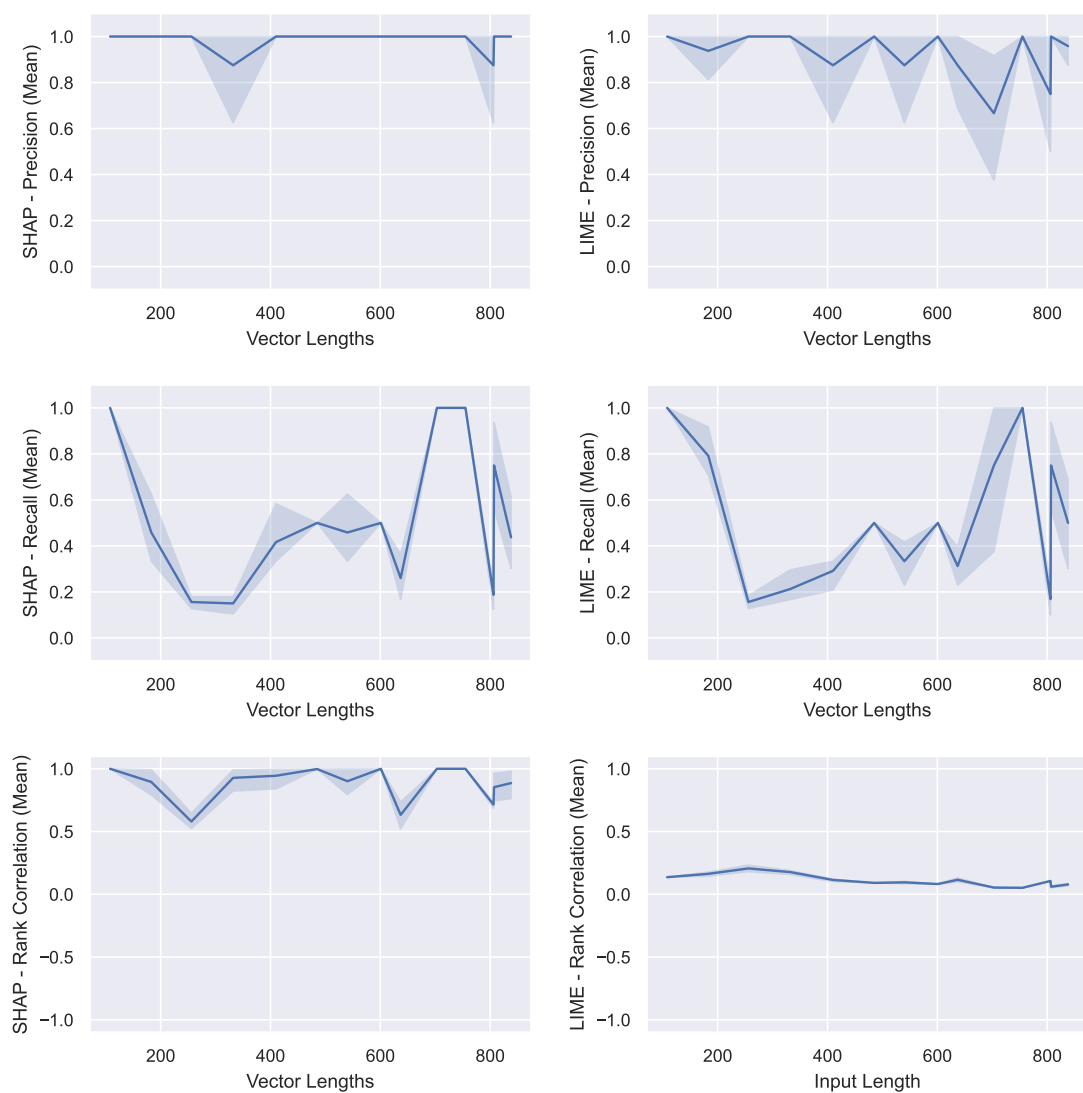 SHAP - Precision (Mean)
1.0
0.8
0.6
0.4
0.2
0.0
200 400 600 800
Vector Lengths
LIME - Precision (Mean)
1.0
0.8
0.6
0.4
0.2
0.0
200 400 600 800
Vector Lengths
SHAP - Recall (Mean)
1.0
0.8
0.6
0.4
0.2
0.0
200 400 600 800
Vector Lengths
LIME - Recall (Mean)
1.0
0.8
0.6
0.4
0.2
0.0
200 400 600 800
Vector Lengths
SHAP - Rank Correlation (Mean)
1.0
0.5
0.0
−0.5
−1.0
200 400 600 800
Vector Lengths
LIME - Rank Correlation (Mean)
1.0
0.5
0.0
−0.5
−1.0
200 400 600 800
Input Length